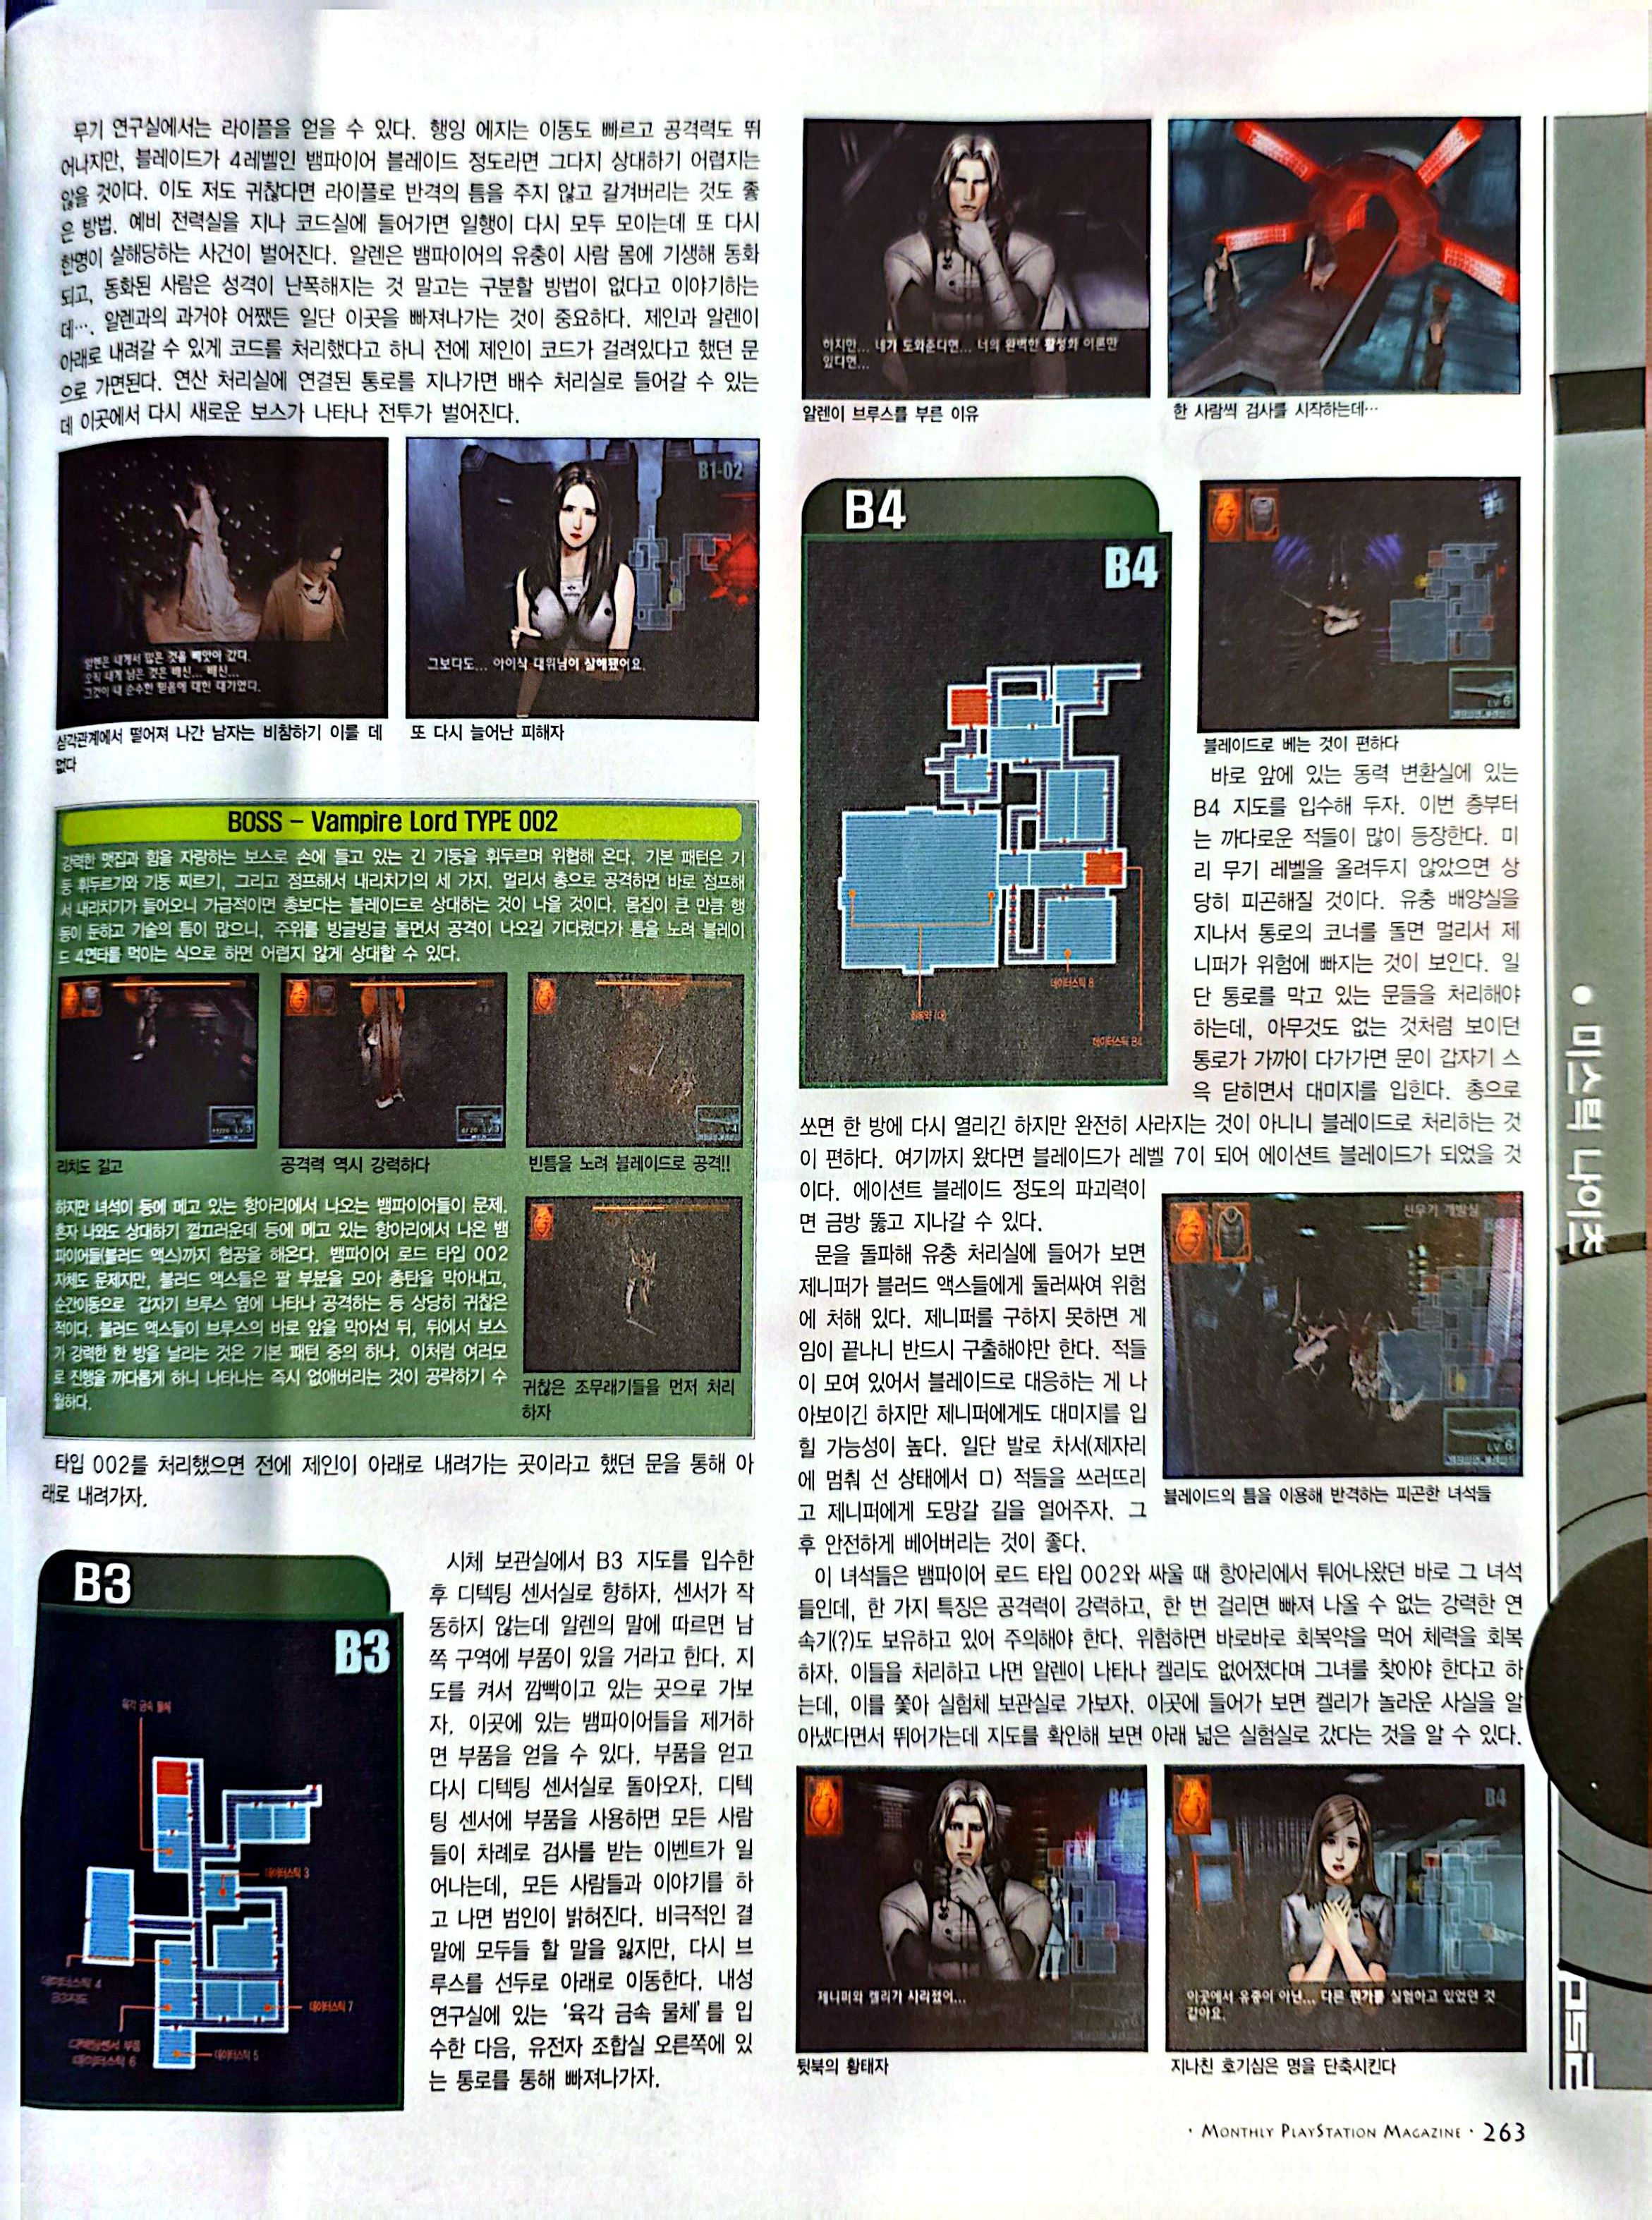 무기 연구실에서는 라이플을 얻을 수 있다. 행잉 에지는 이동도 빠르고 공격력도 뛰
어나지만, 블레이드가 4레벨인 뱀파이어 블레이드 정도라면 그다지 상대하기 어렵지는
않을 것이다. 이도 저도 귀찮다면 라이플로 반격의 틈을 주지 않고 갈겨버리는 것도 좋
은 방법. 예비 전력실을 지나 코드실에 들어가면 일행이 다시 모두 모이는데 또 다시
한명이 살해당하는 사건이 벌어진다. 알렌은 뱀파이어의 유충이 사람 몸에 기생해 동화
되고, 동화된 사람은 성격이 난폭해지는 것 말고는 구분할 방법이 없다고 이야기하는
데…. 알렌과의 과거야 어쨌든 일단 이곳을 빠져나가는 것이 중요하다. 제인과 알렌이
아래로 내려갈 수 있게 코드를 처리했다고 하니 전에 제인이 코드가 걸려있다고 했던 문
으로 가면된다. 연산 처리실에 연결된 통로를 지나가면 배수 처리실로 들어갈 수 있는
데 이곳에서 다시 새로운 보스가 나타나 전투가 벌어진다.
알렌은 내게서 많은 것을 빼앗아 갔다.
오직 내게 남은 것은 배신... 배신...
그것이 내 순수한 믿음에 대한 대가였다.
삼각관계에서 떨어져 나간 남자는 비참하기 이를 데
없다
B1-02
그보다도... 아이삭 대위님이 살해됐어요.
또 다시 늘어난 피해자
BOSS - Vampire Lord TYPE 002
강력한 맷집과 힘을 자랑하는 보스로 손에 들고 있는 긴 기둥을 휘두르며 위협해 온다. 기본 패턴은 기
둥 휘두르기와 기둥 찌르기, 그리고 점프해서 내리치기의 세 가지. 멀리서 총으로 공격하면 바로 점프해
서 내리치기가 들어오니 가급적이면 총보다는 블레이드로 상대하는 것이 나을 것이다. 몸집이 큰 만큼 행
동이 둔하고 기술의 틈이 많으니, 주위를 빙글빙글 돌면서 공격이 나오길 기다렸다가 틈을 노려 블레이
드 4연타를 먹이는 식으로 하면 어렵지 않게 상대할 수 있다.
리치도 길고
공격력 역시 강력하다
빈틈을 노려 블레이드로 공격!!
하지만 녀석이 등에 메고 있는 항아리에서 나오는 뱀파이어들이 문제.
혼자 나와도 상대하기 껄끄러운데 등에 메고 있는 항아리에서 나온 뱀
파이어들(블러드 액스)까지 협공을 해온다. 뱀파이어 로드 타입 002
자체도 문제지만, 블러드 액스들은 팔 부분을 모아 총탄을 막아내고,
순간이동으로 갑자기 브루스 옆에 나타나 공격하는 등 상당히 귀찮은
적이다. 블러드 액스들이 브루스의 바로 앞을 막아선 뒤, 뒤에서 보스
가 강력한 한 방을 날리는 것은 기본 패턴 중의 하나. 이처럼 여러모
로 진행을 까다롭게 하니 나타나는 즉시 없애버리는 것이 공략하기 수
월하다.
귀찮은 조무래기들을 먼저 처리
하자
타입 002를 처리했으면 전에 제인이 아래로 내려가는 곳이라고 했던 문을 통해 아
래로 내려가자.
B3
B3
육각 금속 물체
데이터스틱 3
데이터스틱 4
B3지도
데이터스틱 7
디텍팅센서 부품
데이터스틱 6
데이터스틱 5
시체 보관실에서 B3 지도를 입수한
후 디텍팅 센서실로 향하자. 센서가 작
동하지 않는데 알렌의 말에 따르면 남
쪽 구역에 부품이 있을 거라고 한다. 지
도를 켜서 깜빡이고 있는 곳으로 가보
자. 이곳에 있는 뱀파이어들을 제거하
면 부품을 얻을 수 있다. 부품을 얻고
다시 디텍팅 센서실로 돌아오자. 디텍
팅 센서에 부품을 사용하면 모든 사람
들이 차례로 검사를 받는 이벤트가 일
어나는데, 모든 사람들과 이야기를 하
고 나면 범인이 밝혀진다. 비극적인 결
말에 모두들 할 말을 잃지만, 다시 브
루스를 선두로 아래로 이동한다. 내성
연구실에 있는 '육각 금속 물체'를 입
수한 다음, 유전자 조합실 오른쪽에 있
는 통로를 통해 빠져나가자.
하지만... 네가 도와준다면... 너의 완벽한 활성화 이론만
있다면...
알렌이 브루스를 부른 이유
한 사람씩 검사를 시작하는데…
B4
B4
데이터스틱 8
회복약 (대)
데이터스틱 B4
LV 6
블레이드로 베는 것이 편하다
바로 앞에 있는 동력 변환실에 있는
B4 지도를 입수해 두자. 이번 층부터
는 까다로운 적들이 많이 등장한다. 미
리 무기 레벨을 올려두지 않았으면 상
당히 피곤해질 것이다. 유충 배양실을
지나서 통로의 코너를 돌면 멀리서 제
니퍼가 위험에 빠지는 것이 보인다. 일
단 통로를 막고 있는 문들을 처리해야
하는데, 아무것도 없는 것처럼 보이던
통로가 가까이 다가가면 문이 갑자기 스
윽 닫히면서 대미지를 입힌다. 총으로
쏘면 한 방에 다시 열리긴 하지만 완전히 사라지는 것이 아니니 블레이드로 처리하는 것
이 편하다. 여기까지 왔다면 블레이드가 레벨 7이 되어 에이션트 블레이드가 되었을 것
이다. 에이션트 블레이드 정도의 파괴력이
면 금방 뚫고 지나갈 수 있다.
문을 돌파해 유충 처리실에 들어가 보면
제니퍼가 블러드 액스들에게 둘러싸여 위험
에 처해 있다. 제니퍼를 구하지 못하면 게
임이 끝나니 반드시 구출해야만 한다. 적들
이 모여 있어서 블레이드로 대응하는 게 나
아보이긴 하지만 제니퍼에게도 대미지를 입
힐 가능성이 높다. 일단 발로 차서(제자리
에 멈춰 선 상태에서 □) 적들을 쓰러뜨리
고 제니퍼에게 도망갈 길을 열어주자. 그
후 안전하게 베어버리는 것이 좋다.
신무기 개발실
B4
LV 6
블레이드의 틈을 이용해 반격하는 피곤한 녀석들
이 녀석들은 뱀파이어 로드 타입 002와 싸울 때 항아리에서 튀어나왔던 바로 그 녀석
들인데, 한 가지 특징은 공격력이 강력하고, 한 번 걸리면 빠져 나올 수 없는 강력한 연
속기(?)도 보유하고 있어 주의해야 한다. 위험하면 바로바로 회복약을 먹어 체력을 회복
하자. 이들을 처리하고 나면 알렌이 나타나 켈리도 없어졌다며 그녀를 찾아야 한다고 하
는데, 이를 쫓아 실험체 보관실로 가보자. 이곳에 들어가 보면 켈리가 놀라운 사실을 알
아냈다면서 뛰어가는데 지도를 확인해 보면 아래 넓은 실험실로 갔다는 것을 알 수 있다.
B4
제니퍼와 켈리가 사라졌어...
뒷북의 황태자
B4
이곳에서 유충이 아닌... 다른 뭔가를 실험하고 있었던 것
같아요.
지나친 호기심은 명을 단축시킨다
● 미스틱 나이츠
PS2
· MONTHLY PLAYSTATION MAGAZINE · 263